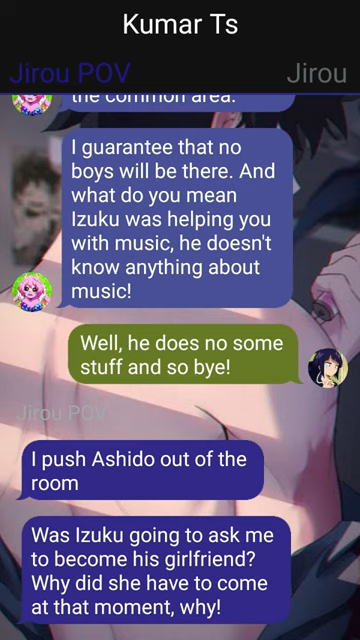 Kumar Ts
Jirou POV
Jirou
the common area.
I guarantee that no
boys will be there. And
what do you mean
Izuku was helping you
with music, he doesn't
know anything about
music!
Well, he does no some
stuff and so bye!
Jirou POV
I push Ashido out of the
room
Was Izuku going to ask me
to become his girlfriend?
Why did she have to come
at that moment, why!